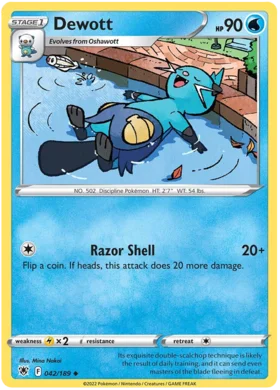 STAGE 1
Dewott
HP 90
Evolves from Oshawott
NO. 502 Discipline Pokémon HT: 2'7" WT: 54 lbs.
Razor Shell 20+
Flip a coin. If heads, this attack does 20 more damage.
Illus. Mina Nakai
weakness ×2 resistance retreat
F 042/189
Its exquisite double-scalchop technique is likely
the result of daily training, and it can send even
masters of the blade fleeing in defeat.
©2022 Pokémon / Nintendo / Creatures / GAME FREAK